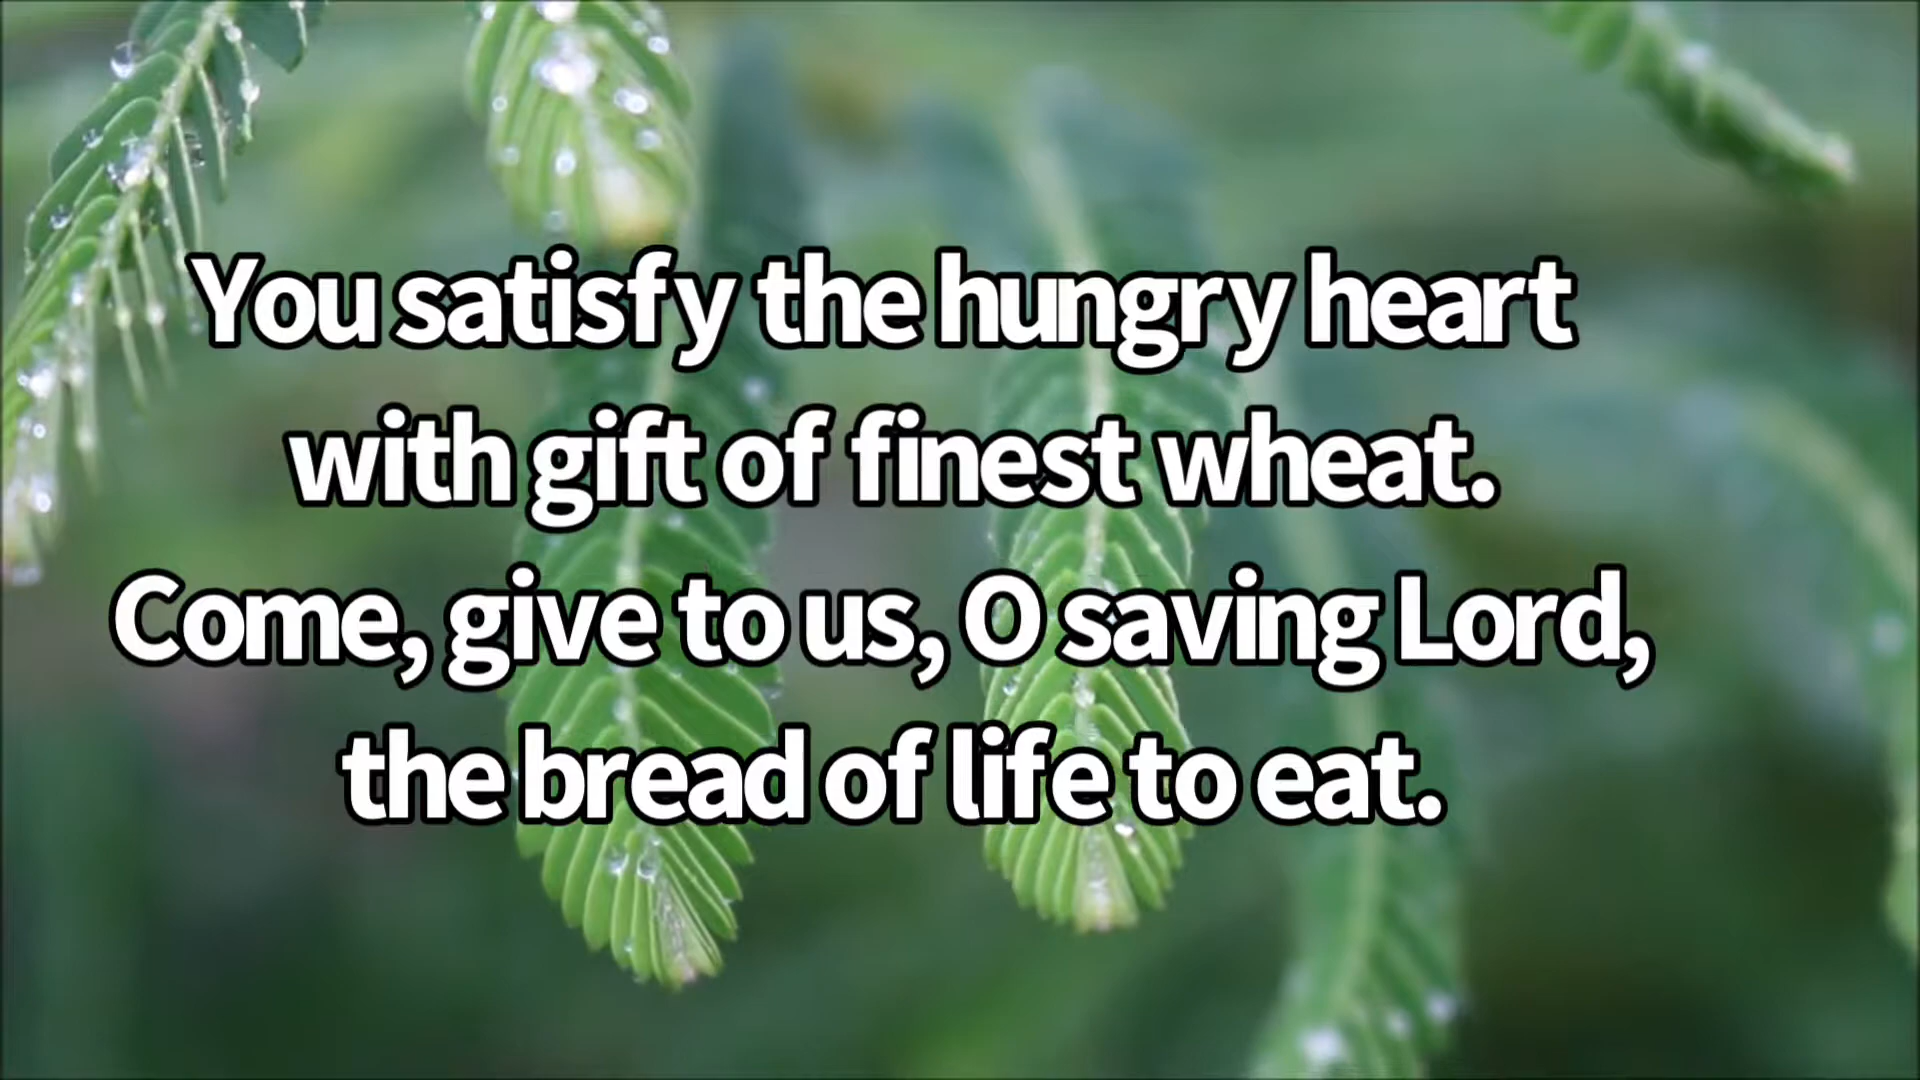 You satisfy the hungry heart
with gift of finest wheat.
Come, give to us, O saving Lord,
the bread of life to eat.